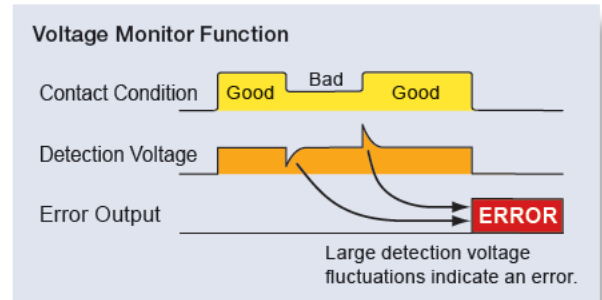 Voltage Monitor Function
Contact Condition
Good
Bad
Good
Detection Voltage
Error Output
ERROR
Large detection voltage
fluctuations indicate an error.